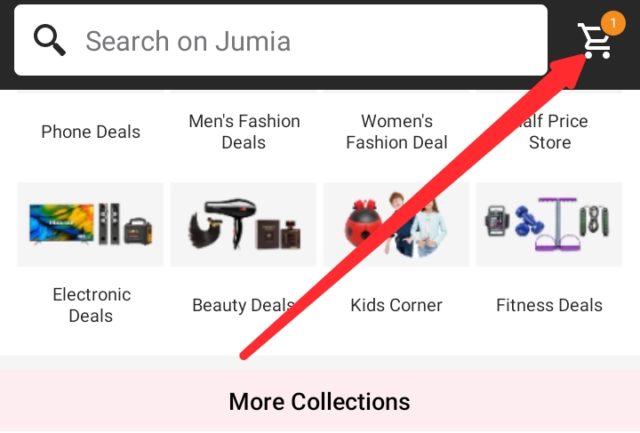 Search on Jumia
1
Phone Deals
Men's Fashion
Deals
Women's
Fashion Deal
Price
Store
Electronic
Deals
Beauty Deals
Kids Corner
Fitness Deals
More Collections